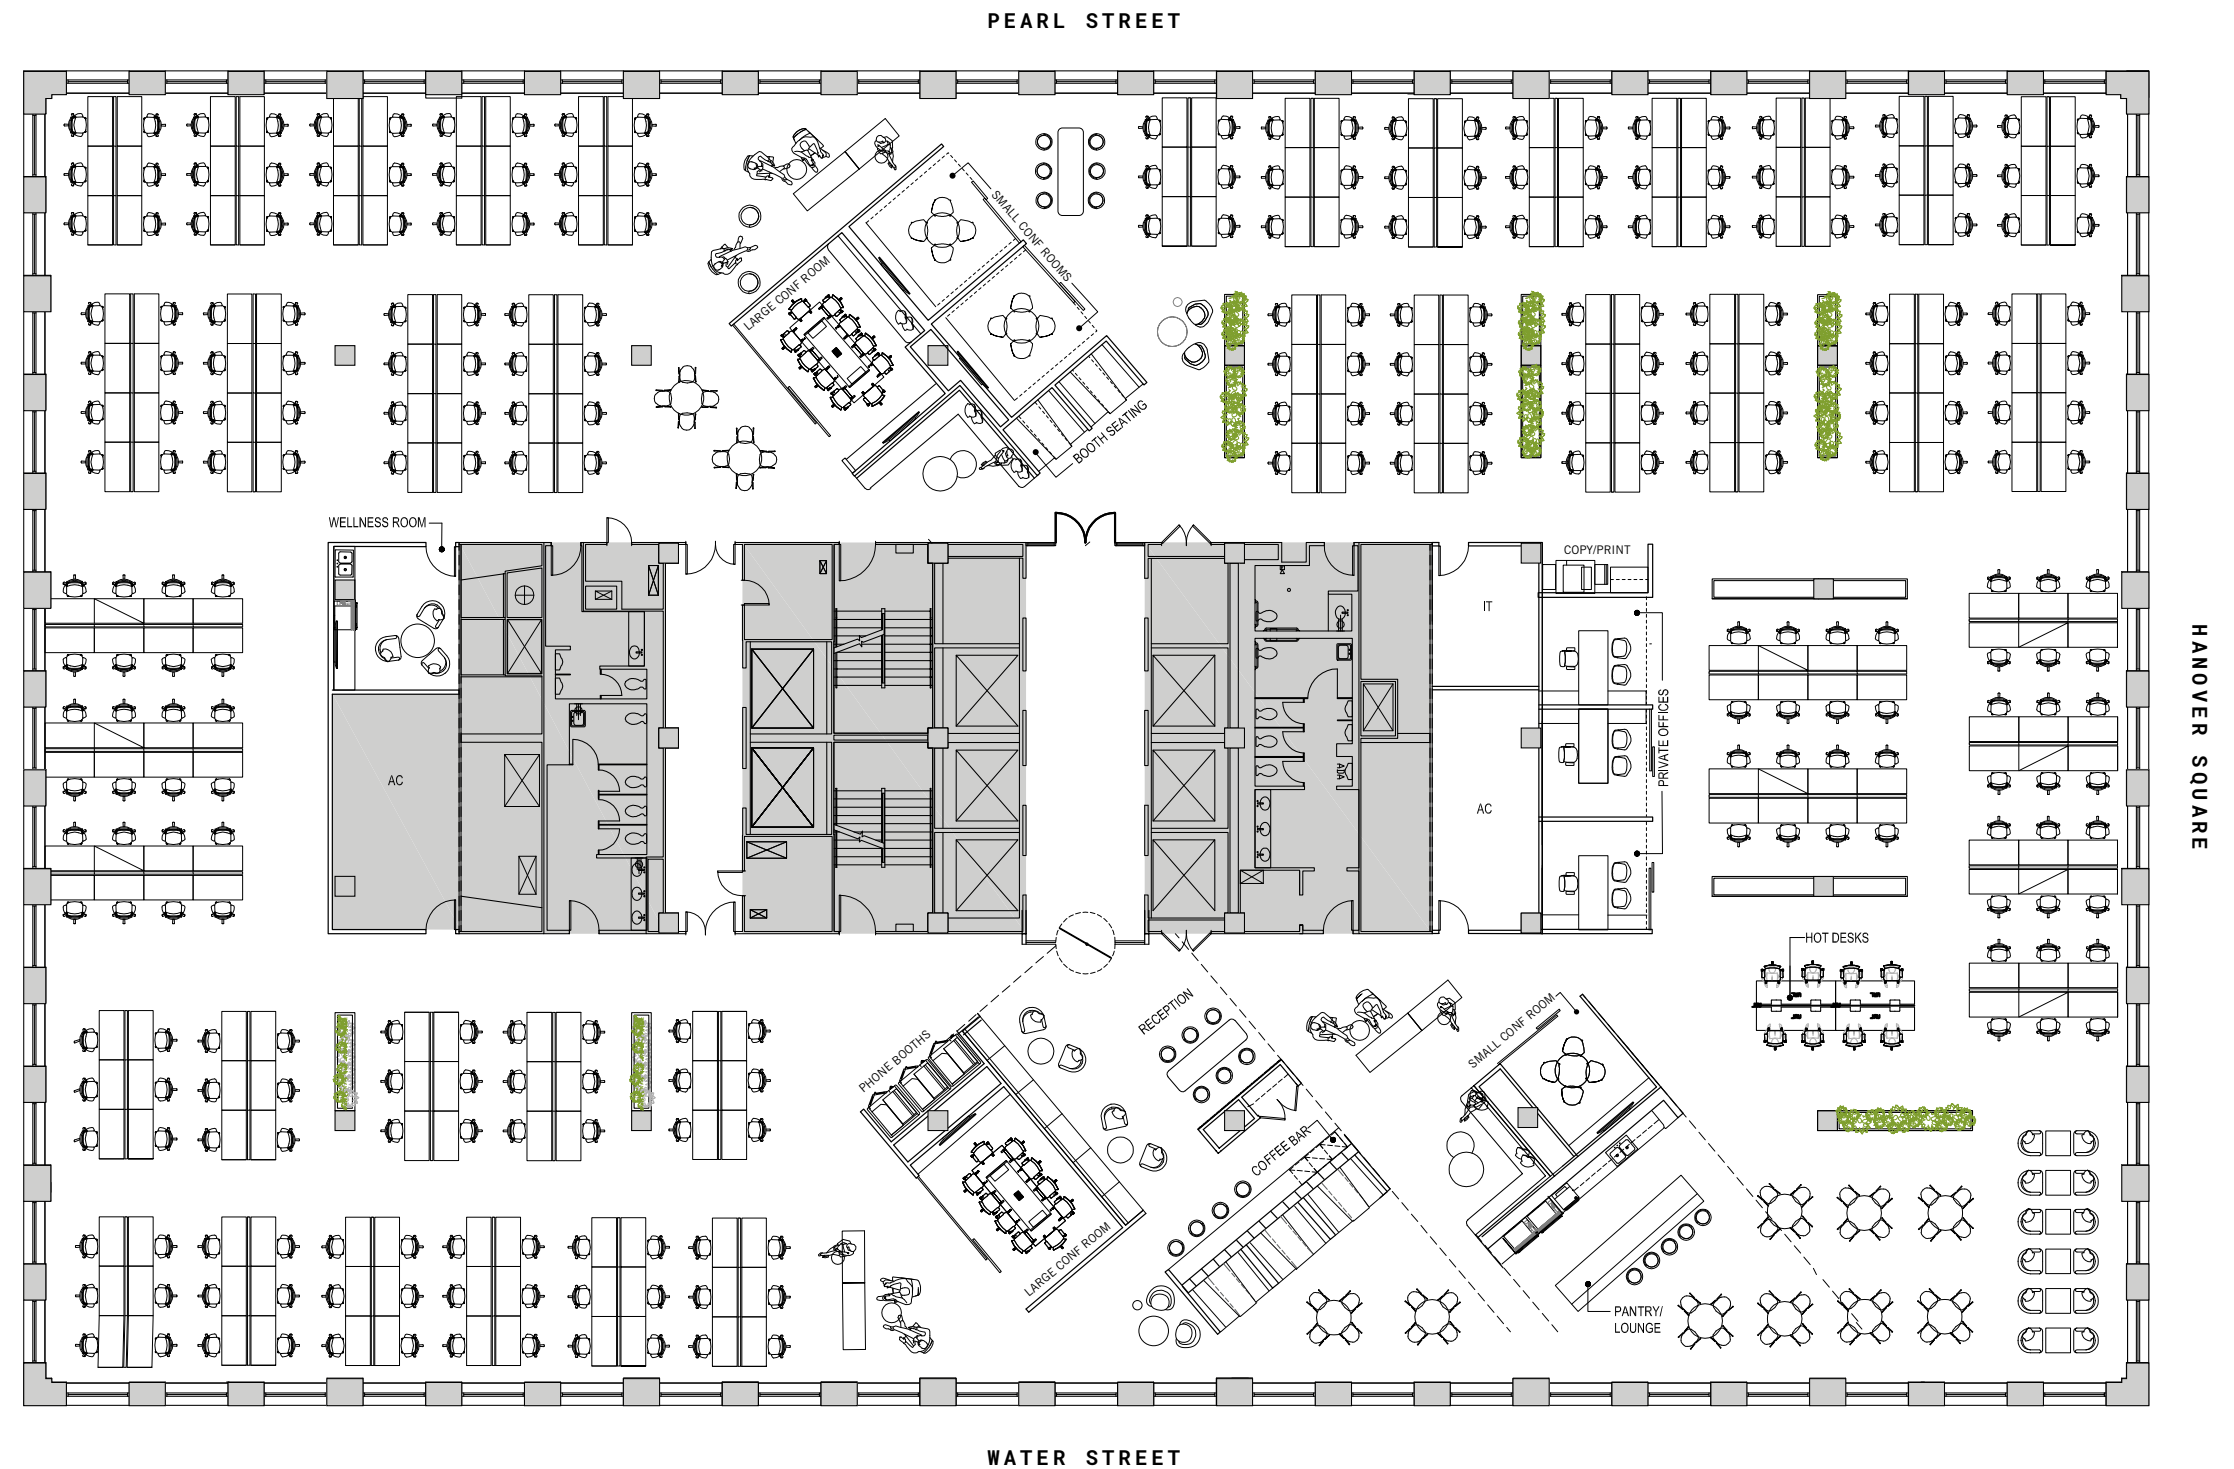 PEARL STREET
SMALL CONF ROOMS
LARGE CONF ROOM
BOOTH SEATING
WELLNESS ROOM
COPY/PRINT
IT
PRIVATE OFFICES
HANOVER SQUARE
AC
ADA
AC
HOT DESKS
RECEPTION
SMALL CONF ROOM
PHONE BOOTHS
COFFEE BAR
LARGE CONF ROOM
PANTRY/
LOUNGE
WATER STREET